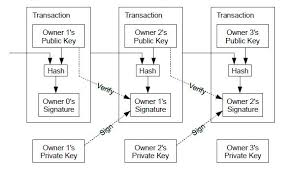 Transaction
Owner 1's
Public Key
Hash
Owner 0's
Signature
Owner 1's
Private Key
Verify
Sign
Transaction
Owner 2's
Public Key
Hash
Owner 1's
Signature
Owner 2's
Private Key
Verify
Sign
Transaction
Owner 3's
Public Key
Hash
Owner 2's
Signature
Owner 3's
Private Key